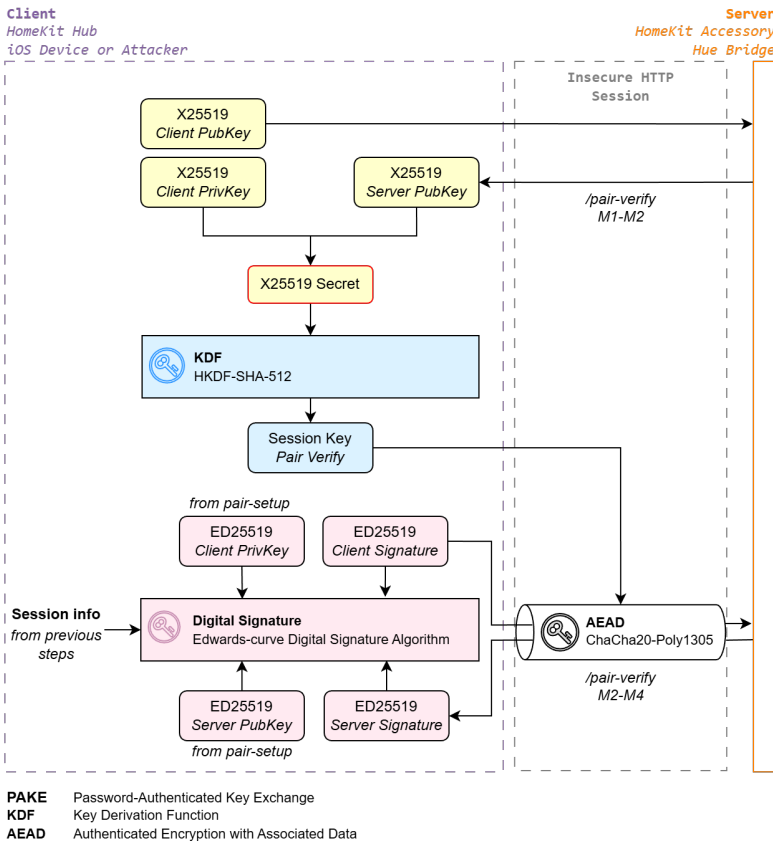 Client
HomeKit Hub
iOS Device or Attacker
Server
HomeKit Accessory
Hue Bridge
Insecure HTTP
Session
X25519
Client PubKey
X25519
Client PrivKey
X25519
Server PubKey
/pair-verify
M1-M2
X25519 Secret
KDF
HKDF-SHA-512
Session Key
Pair Verify
from pair-setup
ED25519
Client PrivKey
ED25519
Client Signature
Session info
from previous
steps
Digital Signature
Edwards-curve Digital Signature Algorithm
AEAD
ChaCha20-Poly1305
/pair-verify
M2-M4
ED25519
Server PubKey
from pair-setup
ED25519
Server Signature
PAKE Password-Authenticated Key Exchange
KDF Key Derivation Function
AEAD Authenticated Encryption with Associated Data